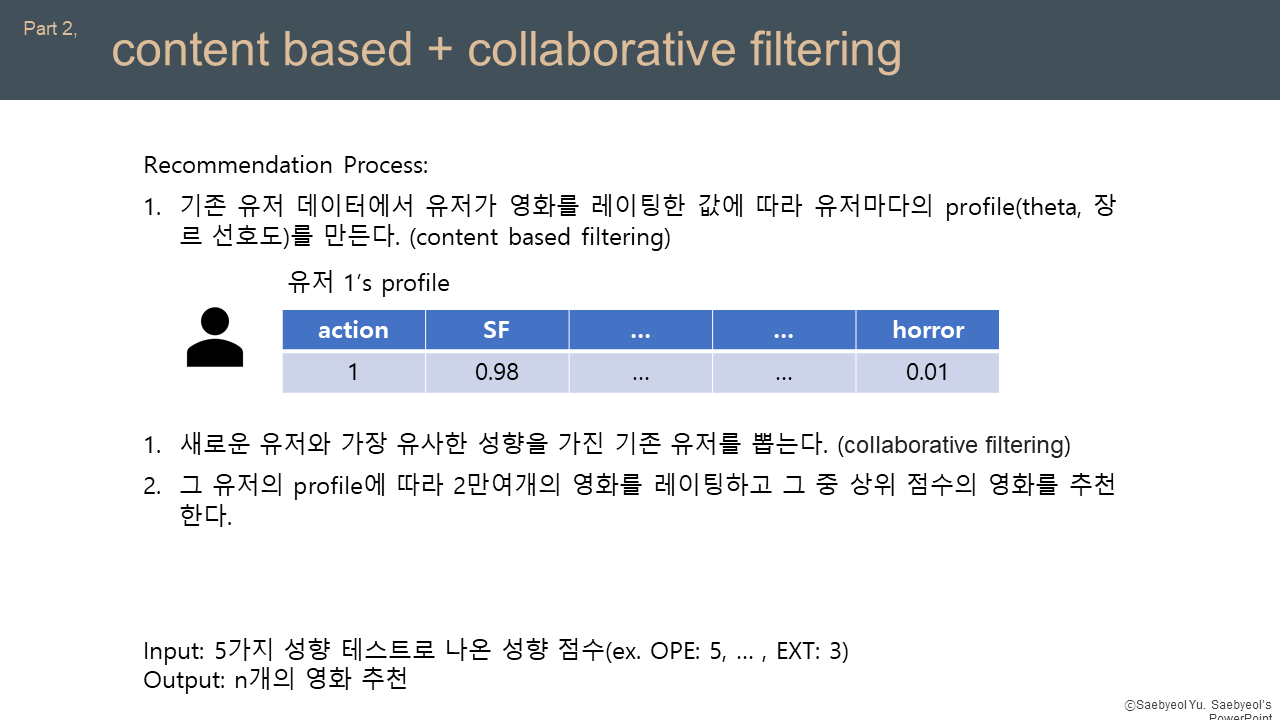 Part 2,
content based + collaborative filtering
Recommendation Process:
1. 기존 유저 데이터에서 유저가 영화를 레이팅한 값에 따라 유저마다의 profile(theta, 장
르 선호도)를 만든다. (content based filtering)
유저 1’s profile
action SF … … horror
1 0.98 … … 0.01
1. 새로운 유저와 가장 유사한 성향을 가진 기존 유저를 뽑는다. (collaborative filtering)
2. 그 유저의 profile에 따라 2만여개의 영화를 레이팅하고 그 중 상위 점수의 영화를 추천
한다.
Input: 5가지 성향 테스트로 나온 성향 점수(ex. OPE: 5, … , EXT: 3)
Output: n개의 영화 추천
ⓒSaebyeol Yu. Saebyeol’s
PowerPoint